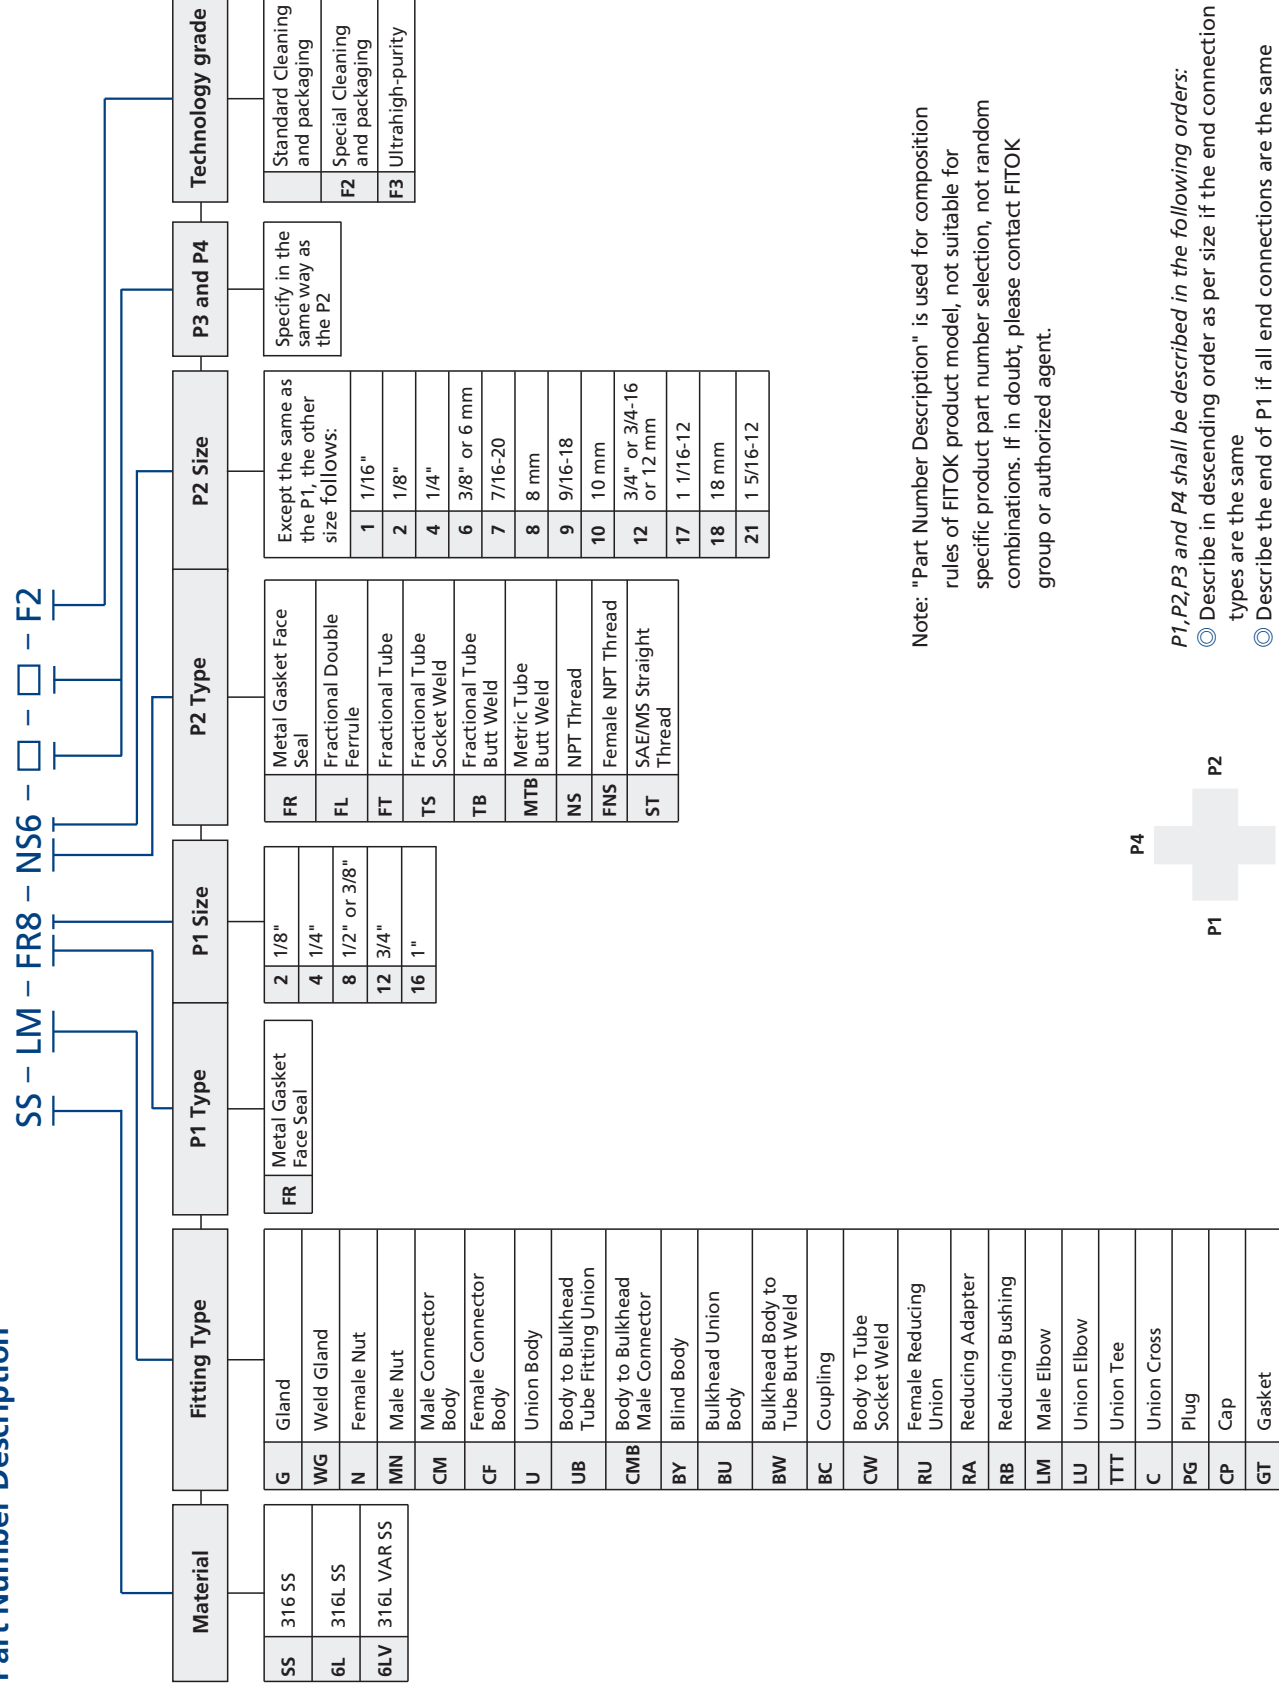 Part Number Description
SS – LM – FR8 – NS6 – □ – □ – F2
Material
SS 316 SS
6L 316L SS
6LV 316L VAR SS
Fitting Type
G Gland
WG Weld Gland
N Female Nut
MN Male Nut
CM Male Connector
Body
CF Female Connector
Body
U Union Body
UB Body to Bulkhead
Tube Fitting Union
CMB Body to Bulkhead
Male Connector
BY Blind Body
BU Bulkhead Union
Body
BW Bulkhead Body to
Tube Butt Weld
BC Coupling
CW Body to Tube
Socket Weld
RU Female Reducing
Union
RA Reducing Adapter
RB Reducing Bushing
LM Male Elbow
LU Union Elbow
TTT Union Tee
C Union Cross
PG Plug
CP Cap
GT Gasket
P1 Type
FR Metal Gasket
Face Seal
P1 Size
2 1/8"
4 1/4"
8 1/2" or 3/8"
12 3/4"
16 1"
P2 Type
FR Metal Gasket Face
Seal
FL Fractional Double
Ferrule
FT Fractional Tube
TS Fractional Tube
Socket Weld
TB Fractional Tube
Butt Weld
MTB Metric Tube
Butt Weld
NS NPT Thread
FNS Female NPT Thread
ST SAE/MS Straight
Thread
P2 Size
Except the same as
the P1, the other
size follows:
1 1/16"
2 1/8"
4 1/4"
6 3/8" or 6 mm
7 7/16-20
8 8 mm
9 9/16-18
10 10 mm
12 3/4" or 3/4-16
or 12 mm
17 1 1/16-12
18 18 mm
21 1 5/16-12
P3 and P4
Specify in the
same way as
the P2
Technology grade
Standard Cleaning
and packaging
F2 Special Cleaning
and packaging
F3 Ultrahigh-purity
Note: "Part Number Description" is used for composition
rules of FITOK product model, not suitable for
specific product part number selection, not random
combinations. If in doubt, please contact FITOK
group or authorized agent.
P4
P1
P2
P1,P2,P3 and P4 shall be described in the following orders:
◎ Describe in descending order as per size if the end connection
types are the same
◎ Describe the end of P1 if all end connections are the same